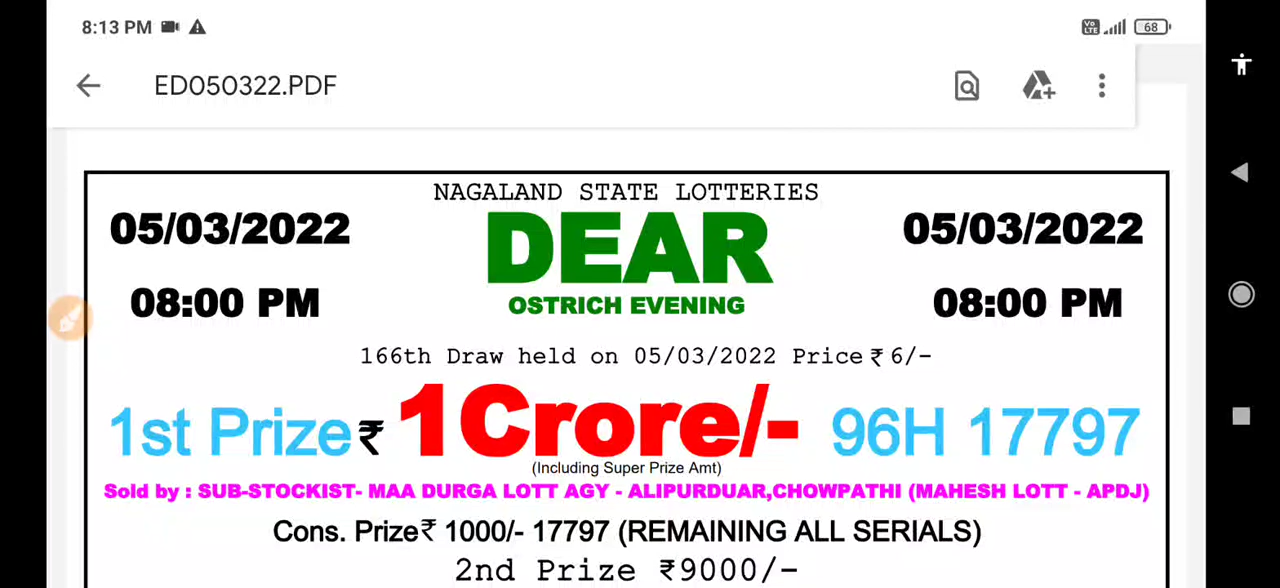 8:13 PM
Vo LTE 68
ED050322.PDF
NAGALAND STATE LOTTERIES
05/03/2022 DEAR 05/03/2022
08:00 PM OSTRICH EVENING 08:00 PM
166th Draw held on 05/03/2022 Price ₹ 6/-
1st Prize ₹ 1Crore/- 96H 17797
(Including Super Prize Amt)
Sold by : SUB-STOCKIST- MAA DURGA LOTT AGY - ALIPURDUAR,CHOWPATHI (MAHESH LOTT - APDJ)
Cons. Prize ₹ 1000/- 17797 (REMAINING ALL SERIALS)
2nd Prize ₹9000/-